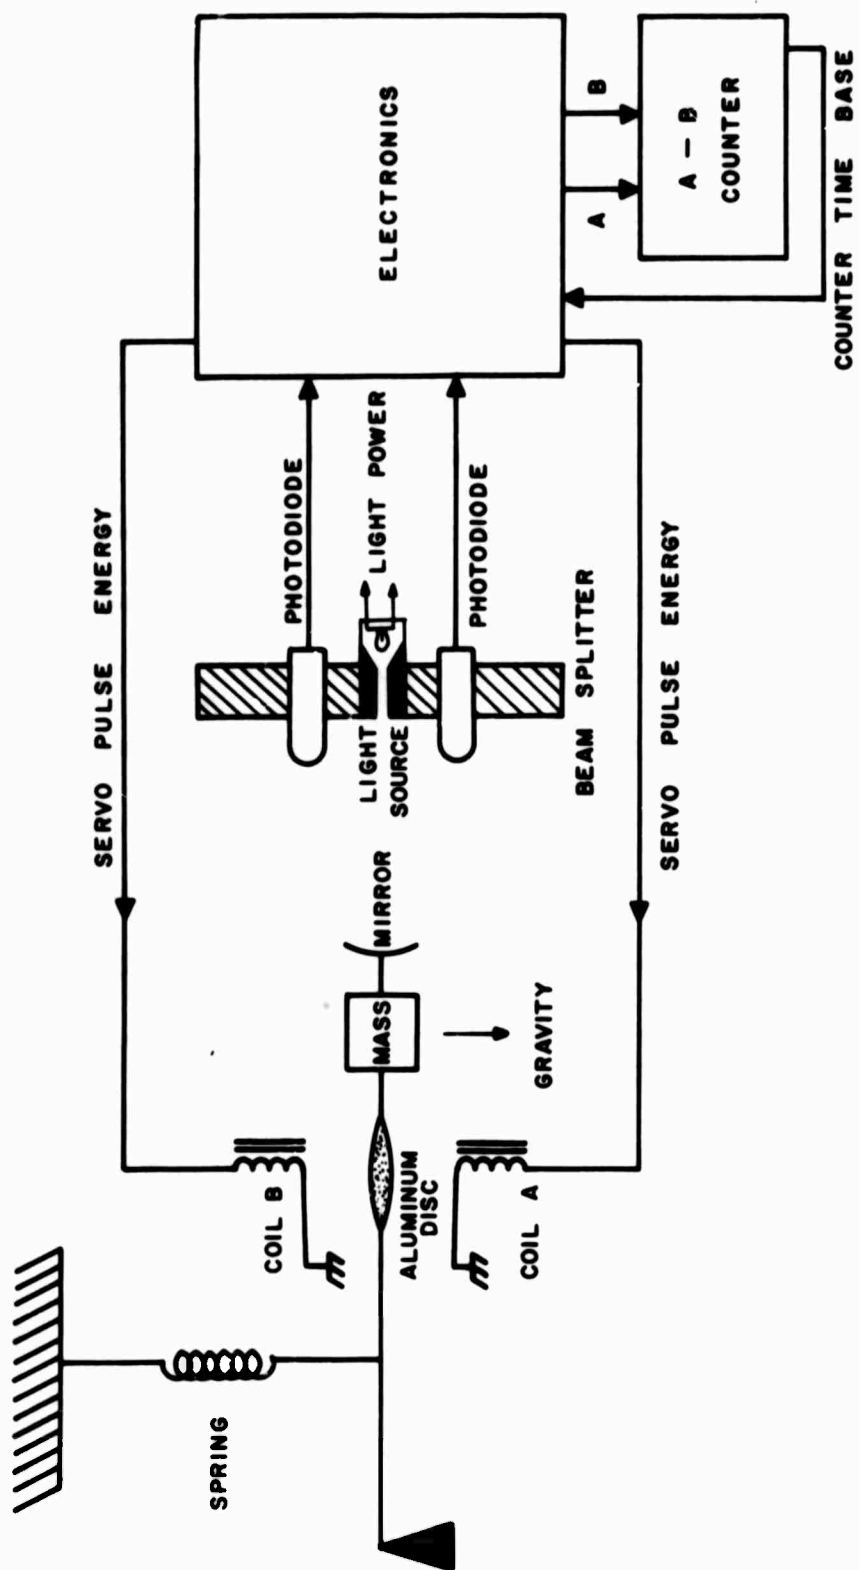 SERVO PULSE ENERGY
ELECTRONICS
B
A
A – B
COUNTER
COUNTER TIME BASE
PHOTODIODE
LIGHT POWER
PHOTODIODE
LIGHT
SOURCE
BEAM SPLITTER
SERVO PULSE ENERGY
MIRROR
MASS
GRAVITY
COIL B
ALUMINUM
DISC
COIL A
SPRING